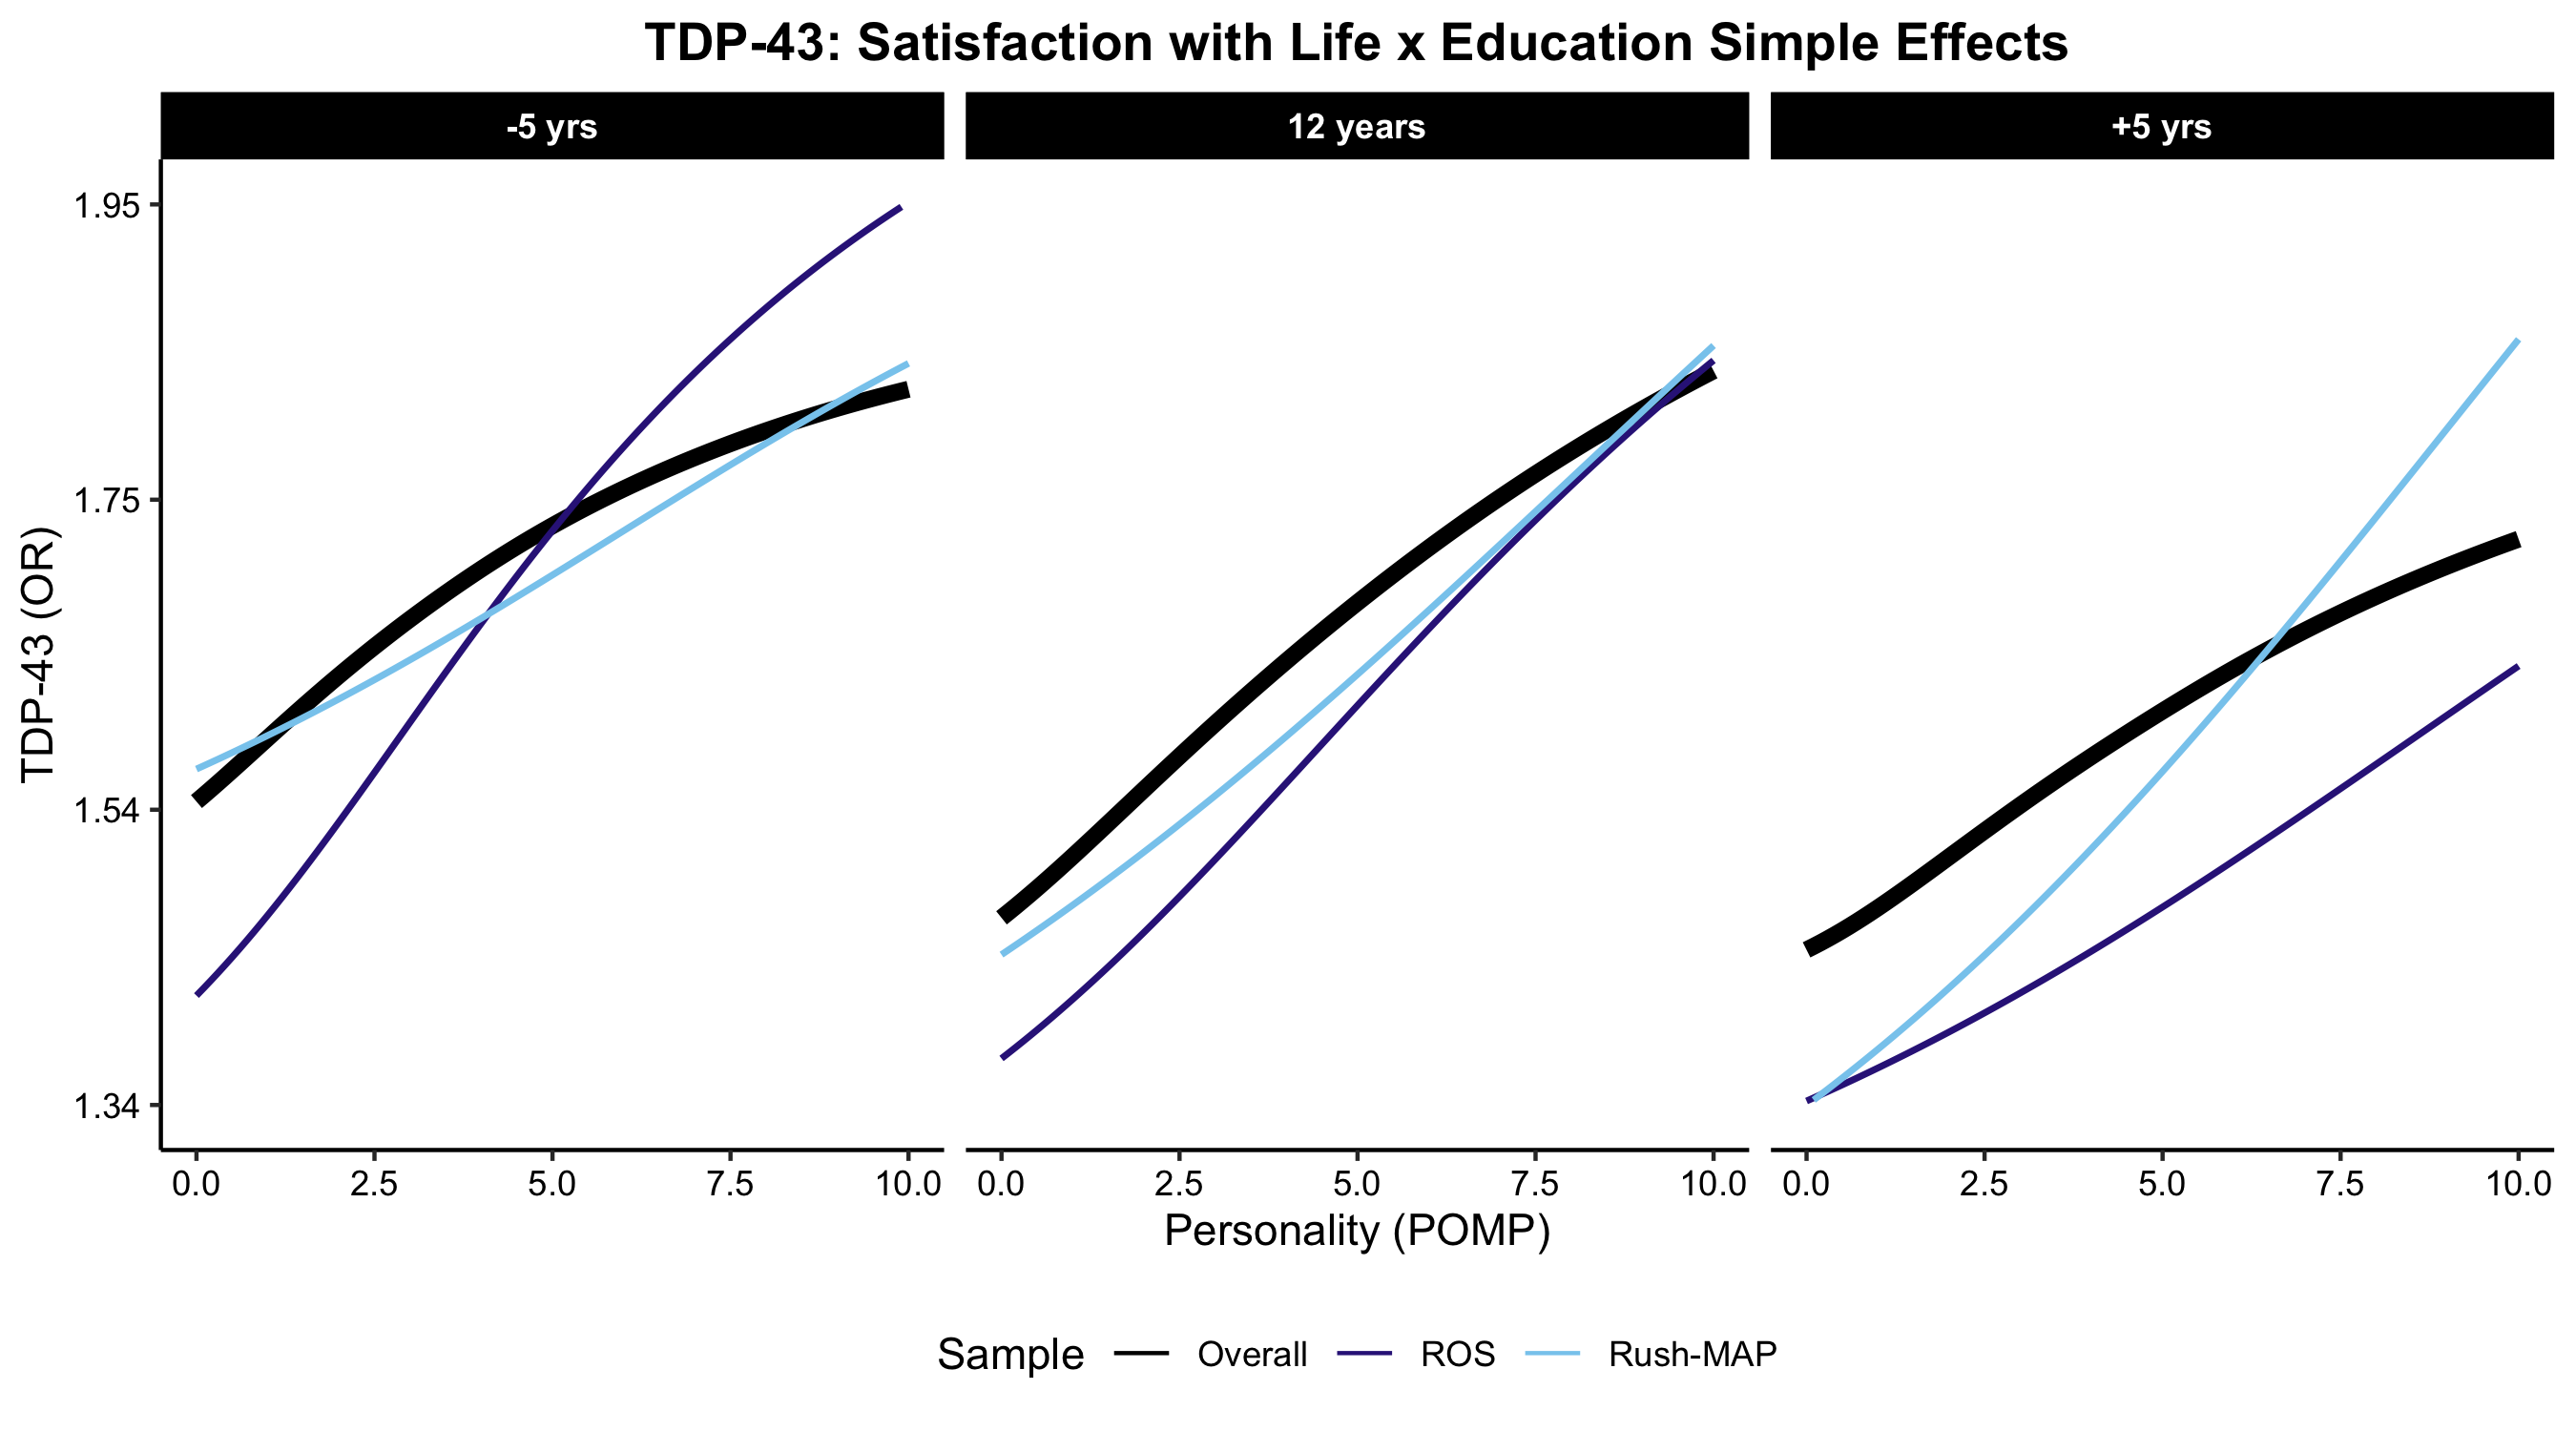 TDP-43: Satisfaction with Life x Education Simple Effects
-5 yrs 12 years +5 yrs
1.95
1.75
1.54
1.34
TDP-43 (OR)
0.0 2.5 5.0 7.5 10.0 0.0 2.5 5.0 7.5 10.0 0.0 2.5 5.0 7.5 10.0
Personality (POMP)
Sample Overall ROS Rush-MAP